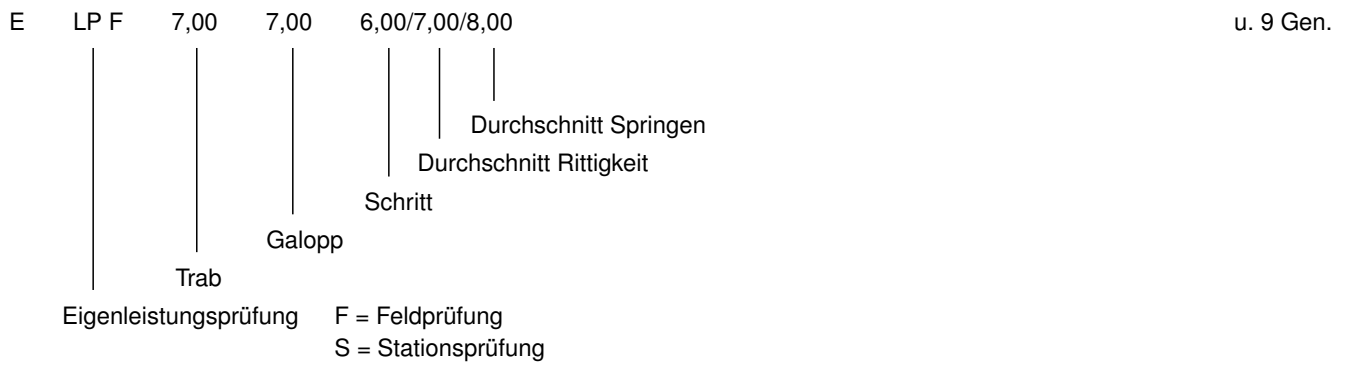 E LP F 7,00 7,00 6,00/7,00/8,00 u. 9 Gen.
Durchschnitt Springen
Durchschnitt Rittigkeit
Schritt
Galopp
Trab
Eigenleistungsprüfung F = Feldprüfung
S = Stationsprüfung